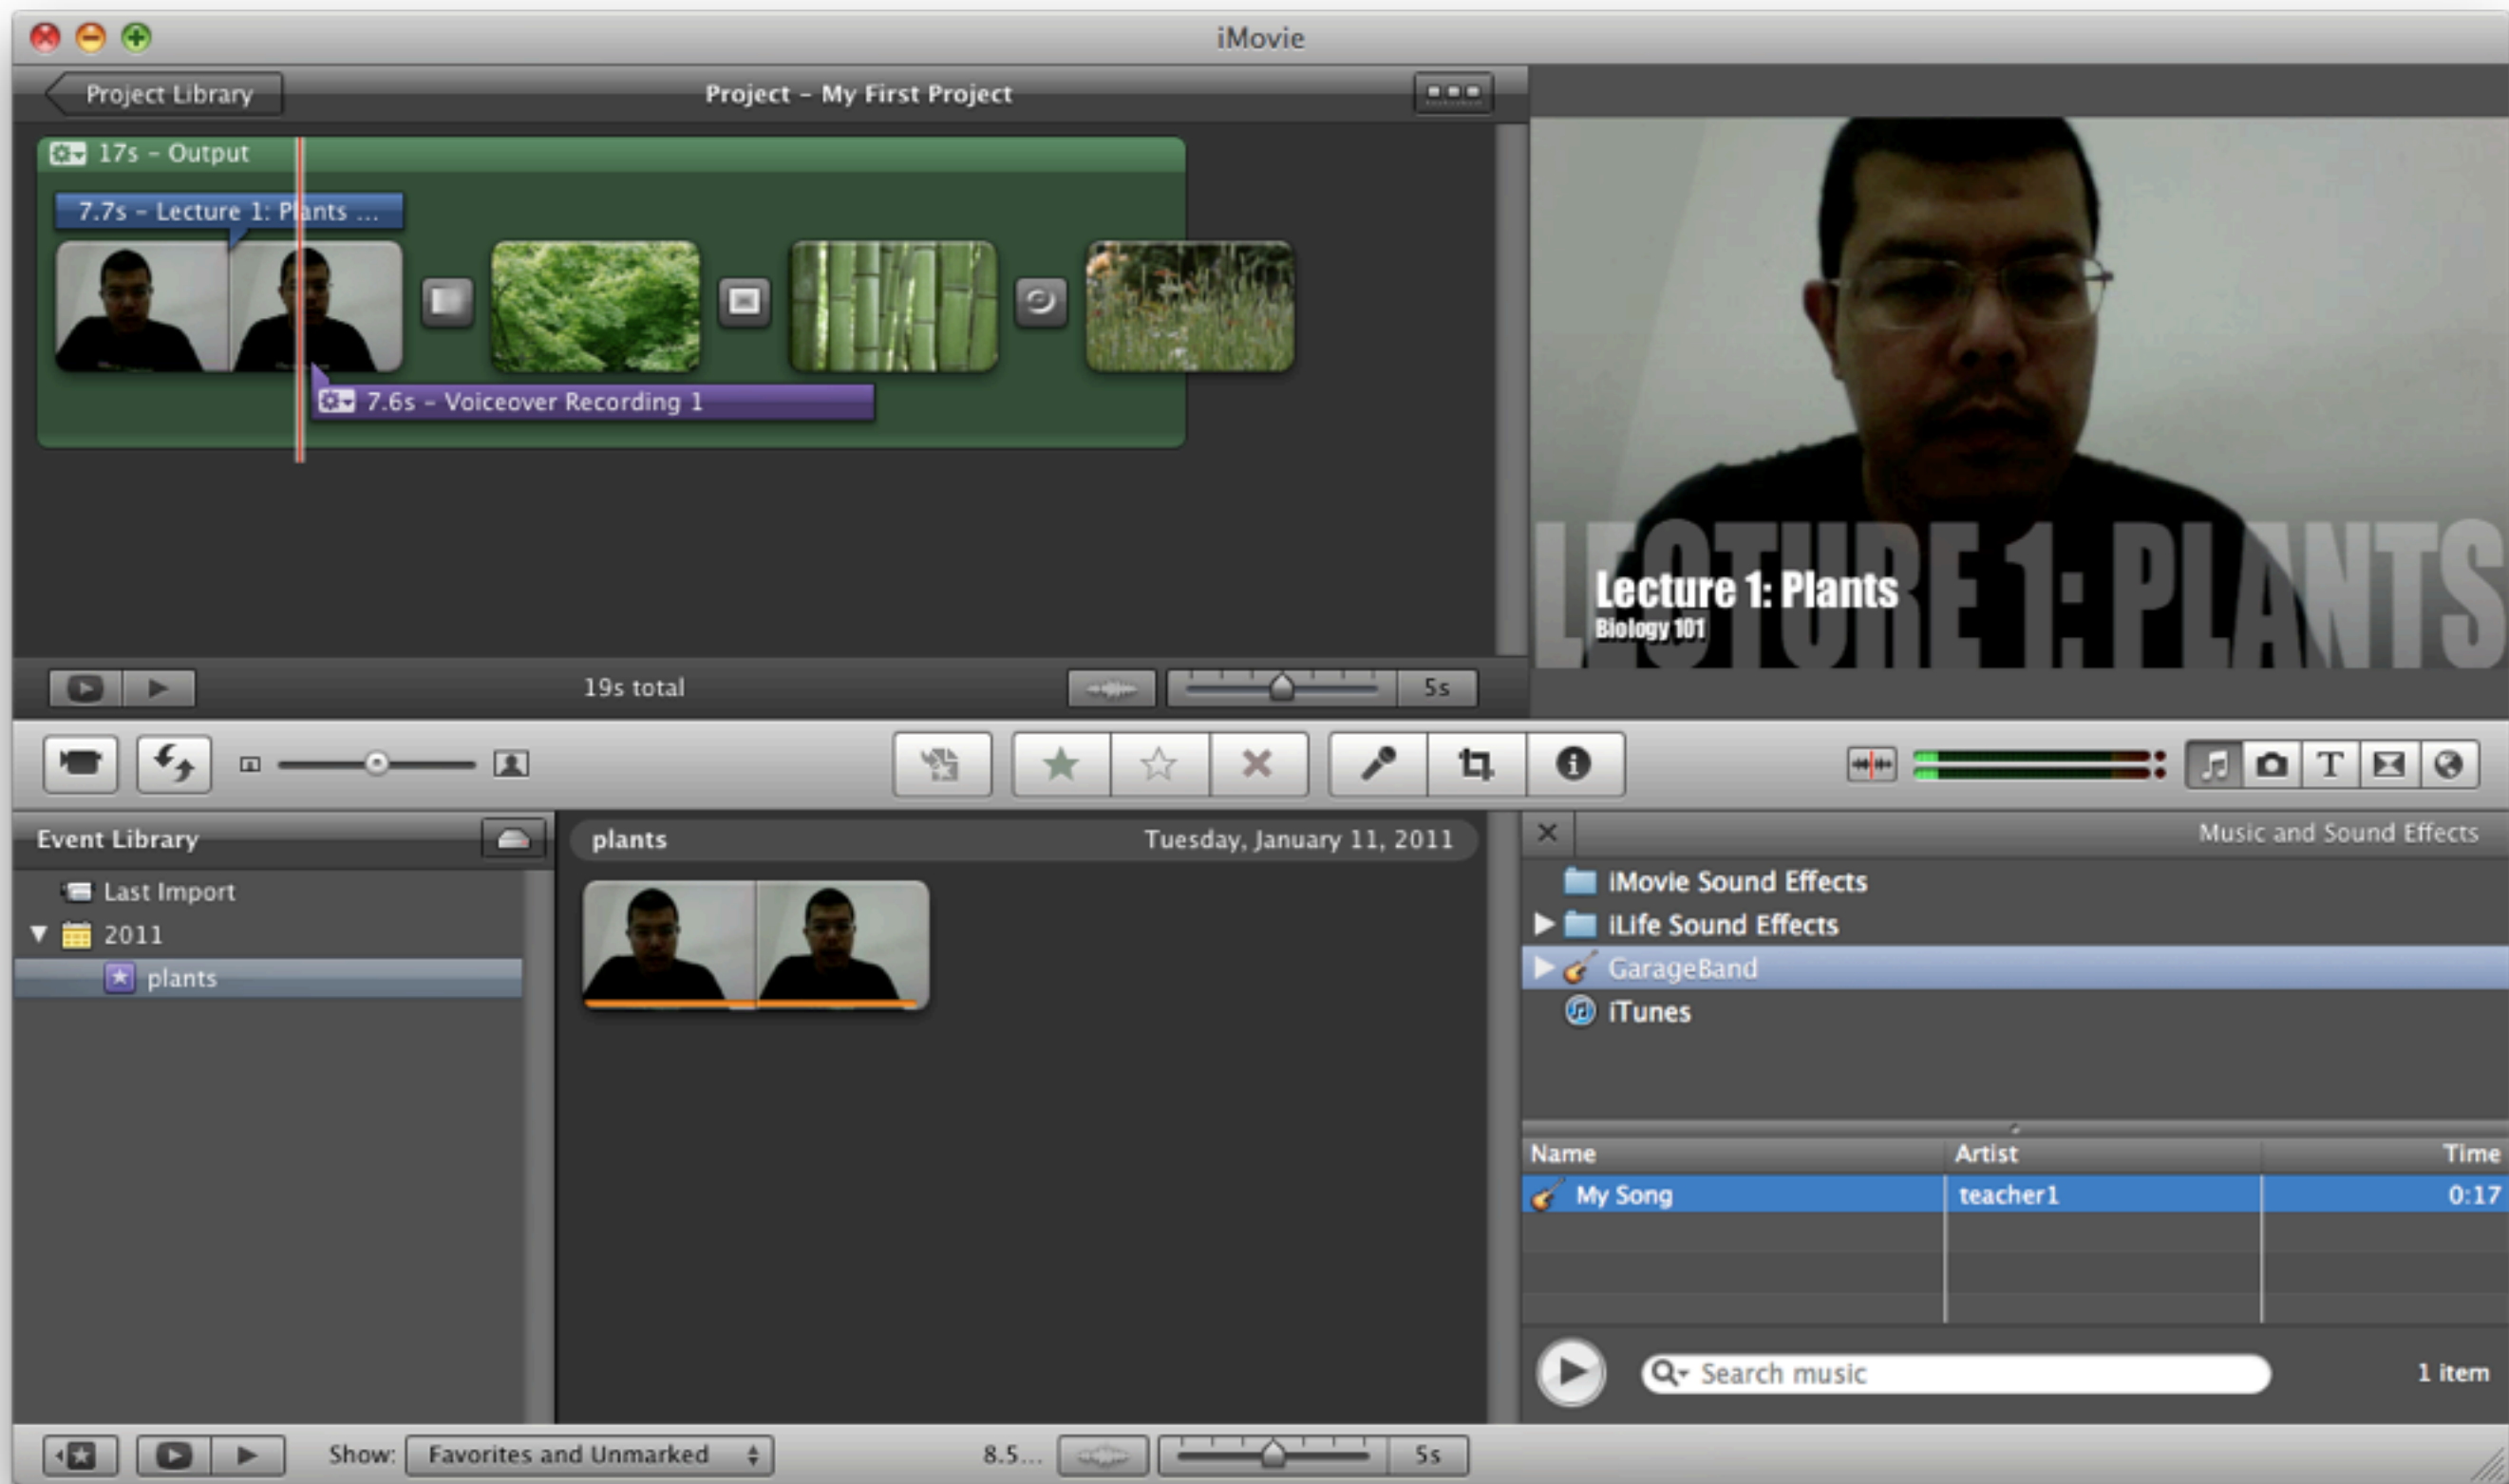 iMovie
Project Library
Project – My First Project
17s – Output
7.7s – Lecture 1: Plants ...
7.6s – Voiceover Recording 1
LECTURE 1: PLANTS
Lecture 1: Plants
Biology 101
19s total
5s
T
Event Library
Last Import
2011
plants
plants
Tuesday, January 11, 2011
Music and Sound Effects
iMovie Sound Effects
iLife Sound Effects
GarageBand
iTunes
Name Artist Time
My Song teacher1 0:17
Search music
1 item
Show: Favorites and Unmarked
8.5...
5s